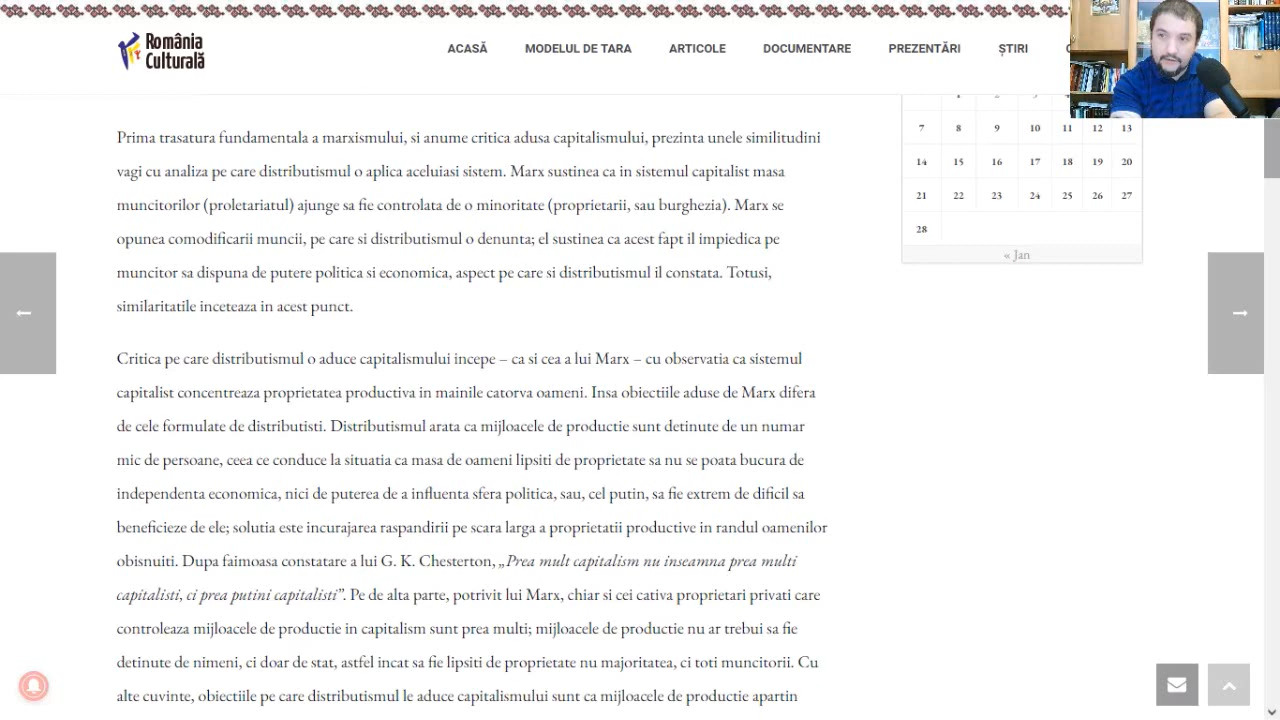 România
Culturală
ACASĂ MODELUL DE TARA ARTICOLE DOCUMENTARE PREZENTĂRI ȘTIRI
Prima trasatura fundamentala a marxismului, si anume critica adusa capitalismului, prezinta unele similitudini
vagi cu analiza pe care distributismul o aplica aceluiasi sistem. Marx sustinea ca in sistemul capitalist masa
muncitorilor (proletariatul) ajunge sa fie controlata de o minoritate (proprietarii, sau burghezia). Marx se
opunea comodificarii muncii, pe care si distributismul o denunta; el sustinea ca acest fapt il impiedica pe
muncitor sa dispuna de putere politica si economica, aspect pe care si distributismul il constata. Totusi,
similaritatile inceteaza in acest punct.
Critica pe care distributismul o aduce capitalismului incepe – ca si cea a lui Marx – cu observatia ca sistemul
capitalist concentreaza proprietatea productiva in mainile catorva oameni. Insa obiectiile aduse de Marx difera
de cele formulate de distributisti. Distributismul arata ca mijloacele de productie sunt detinute de un numar
mic de persoane, ceea ce conduce la situatia ca masa de oameni lipsiti de proprietate sa nu se poata bucura de
independenta economica, nici de puterea de a influenta sfera politica, sau, cel putin, sa fie extrem de dificil sa
beneficieze de ele; solutia este incurajarea raspandirii pe scara larga a proprietatii productive in randul oamenilor
obisnuiti. Dupa faimoasa constatare a lui G. K. Chesterton, „Prea mult capitalism nu inseamna prea multi
capitalisti, ci prea putini capitalisti”. Pe de alta parte, potrivit lui Marx, chiar si cei cativa proprietari privati care
controleaza mijloacele de productie in capitalism sunt prea multi; mijloacele de productie nu ar trebui sa fie
detinute de nimeni, ci doar de stat, astfel incat sa fie lipsiti de proprietate nu majoritatea, ci toti muncitorii. Cu
alte cuvinte, obiectiile pe care distributismul le aduce capitalismului sunt ca mijloacele de productie apartin
7 8 9 10 11 12 13
14 15 16 17 18 19 20
21 22 23 24 25 26 27
28
« Jan